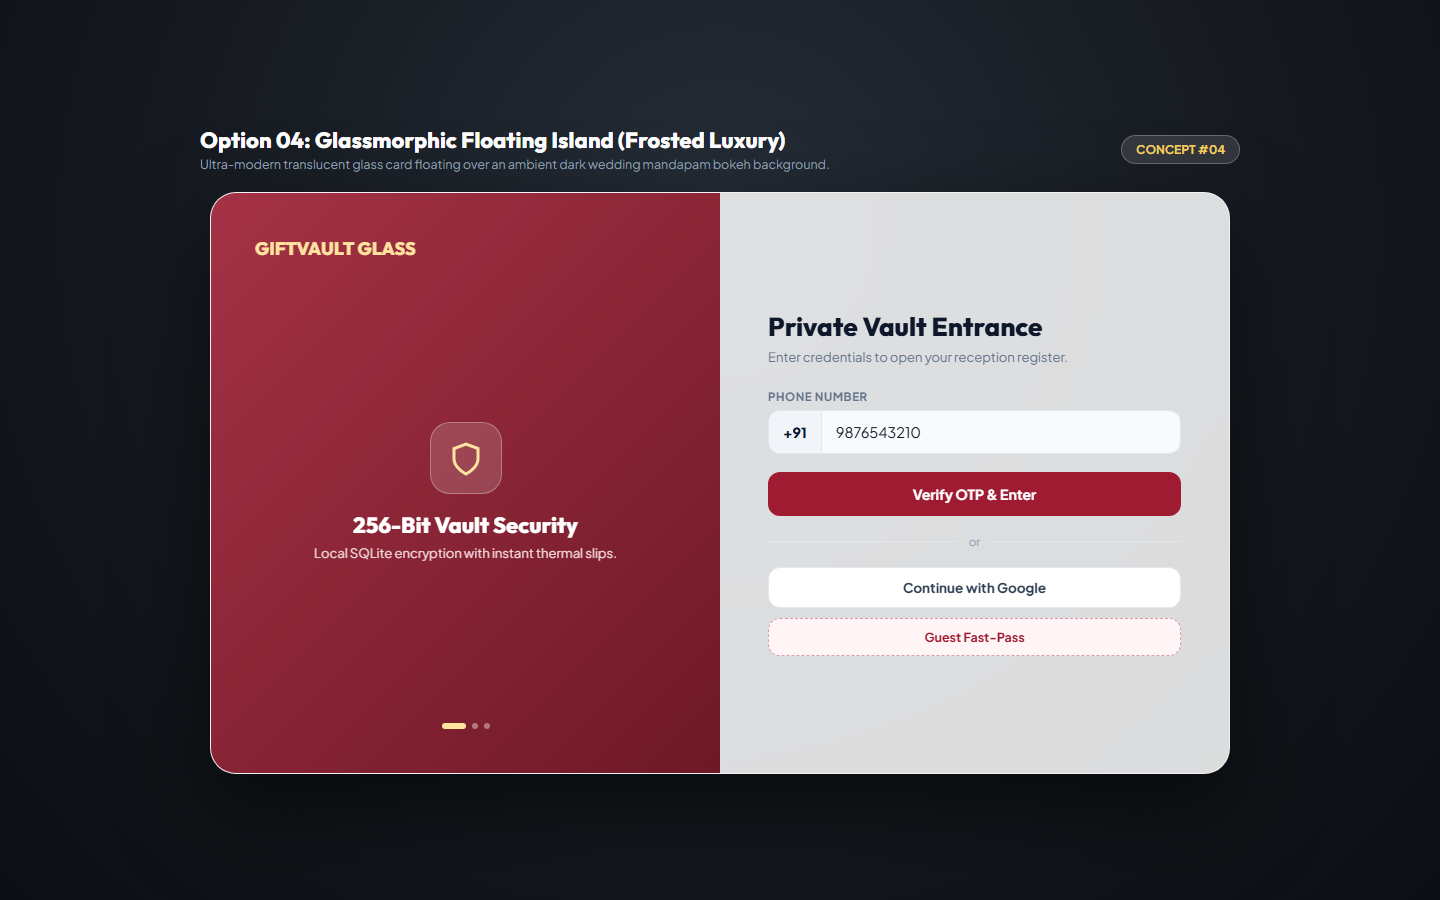 Option 04: Glassmorphic Floating Island (Frosted Luxury)
Ultra-modern translucent glass card floating over an ambient dark wedding mandapam bokeh background.
CONCEPT #04
GIFTVAULT GLASS
256-Bit Vault Security
Local SQLite encryption with instant thermal slips.
Private Vault Entrance
Enter credentials to open your reception register.
PHONE NUMBER
+91 9876543210
Verify OTP & Enter
or
Continue with Google
Guest Fast-Pass